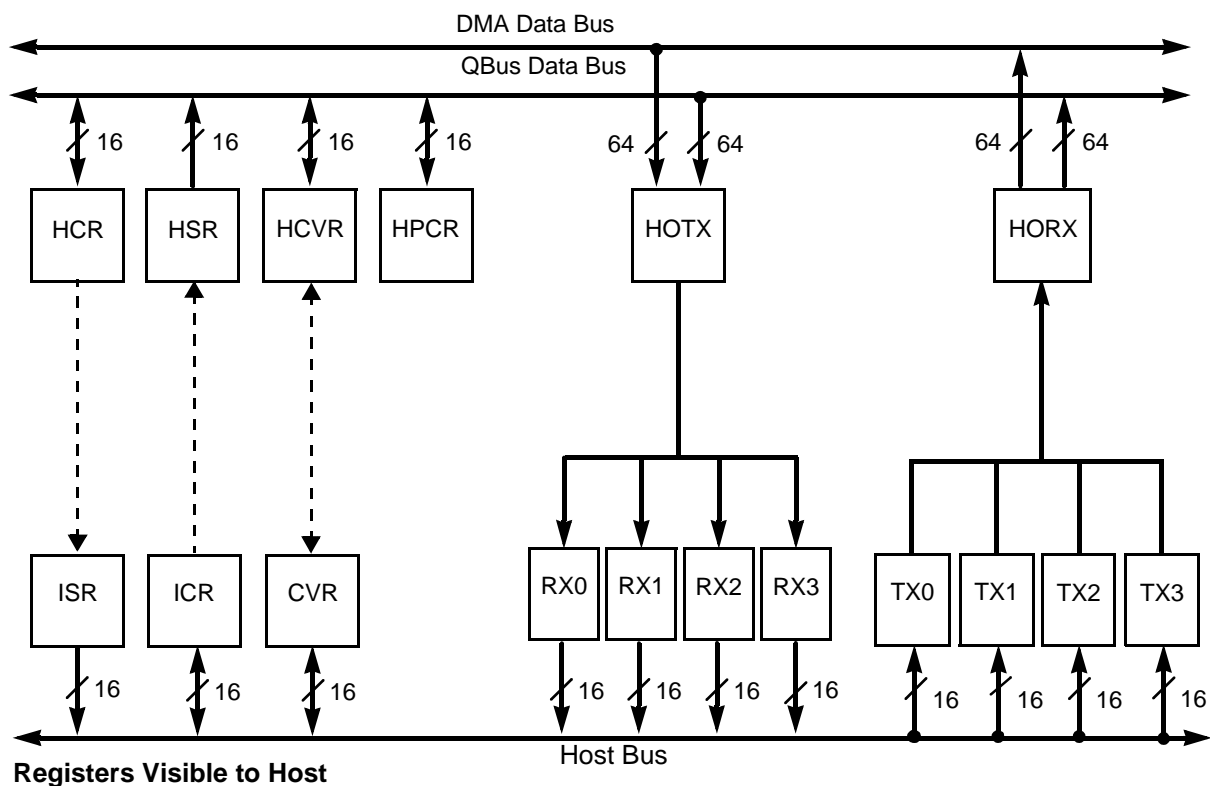 DMA Data Bus
QBus Data Bus
16 16 16 16 64 64 64 64
HCR HSR HCVR HPCR HOTX HORX
ISR ICR CVR RX0 RX1 RX2 RX3 TX0 TX1 TX2 TX3
16 16 16 16 16 16 16 16 16 16 16
Host Bus
Registers Visible to Host